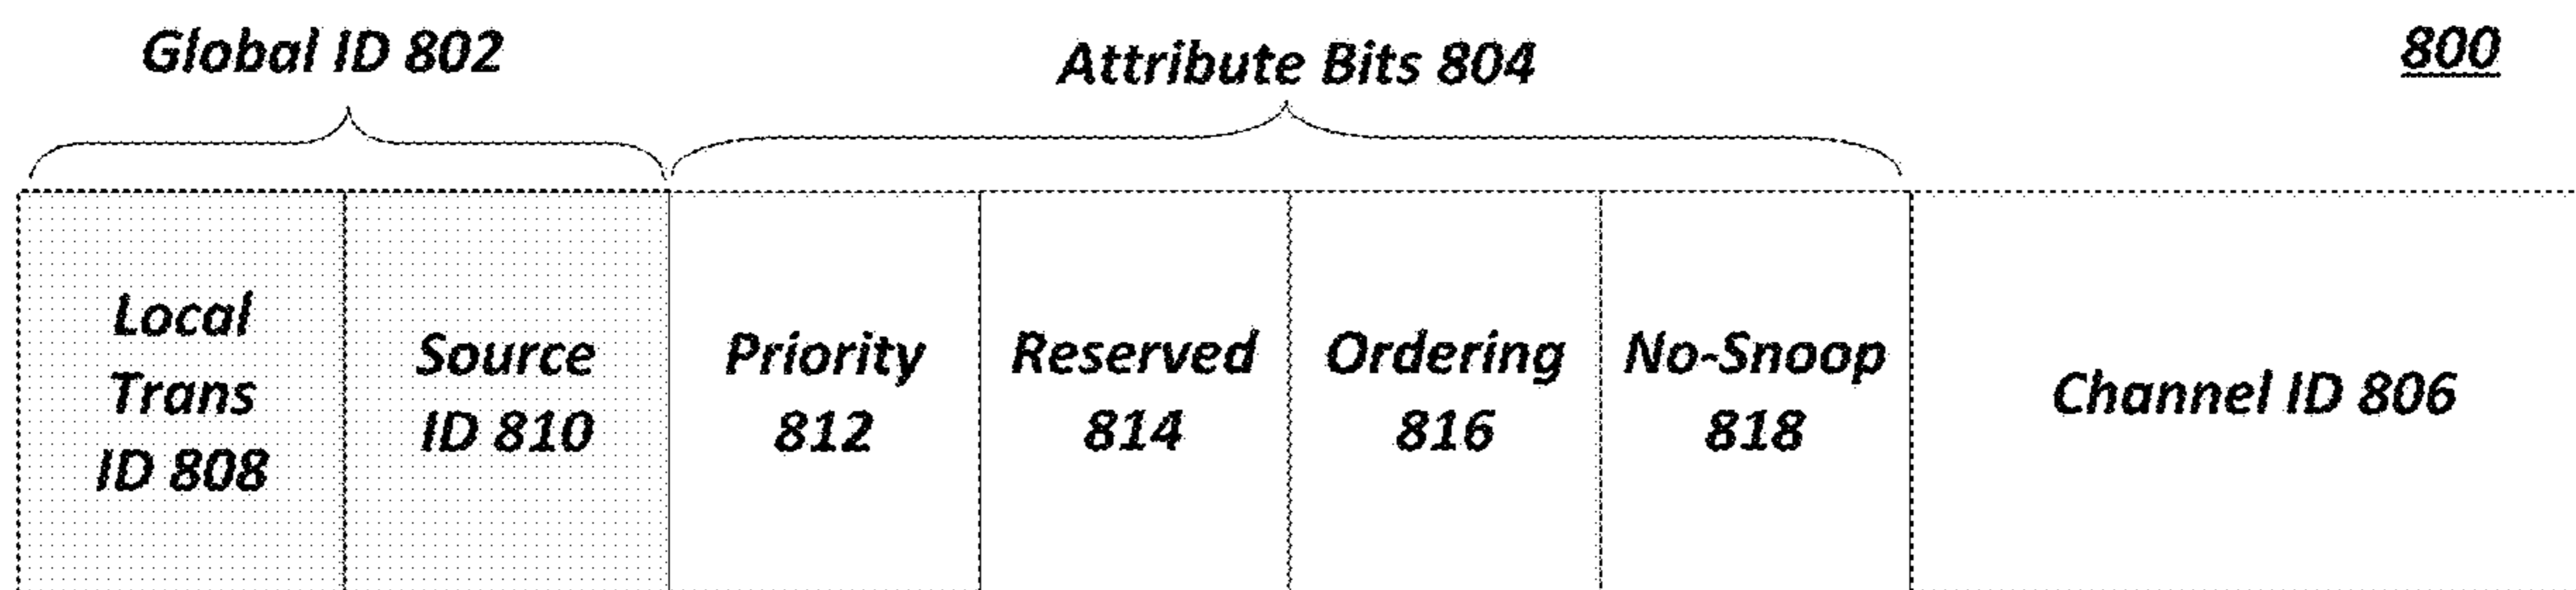 Global ID 802
Attribute Bits 804
800
Local
Trans
ID 808
Source
ID 810
Priority
812
Reserved
814
Ordering
816
No-Snoop
818
Channel ID 806